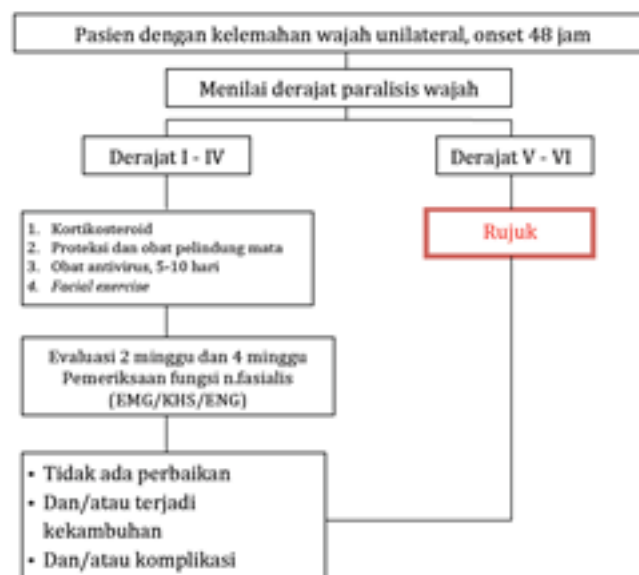 Pasien dengan kelemahan wajah unilateral, onset 48 jam
Menilai derajat paralisis wajah
Derajat I - IV
Derajat V - VI
1. Kortikosteroid
2. Proteksi dan obat pelindung mata
3. Obat antivirus, 5-10 hari
4. Facial exercise
Rujuk
Evaluasi 2 minggu dan 4 minggu
Pemeriksaan fungsi n.fasialis
(EMG/KHS/ENG)
• Tidak ada perbaikan
• Dan/atau terjadi
kekambuhan
• Dan/atau komplikasi